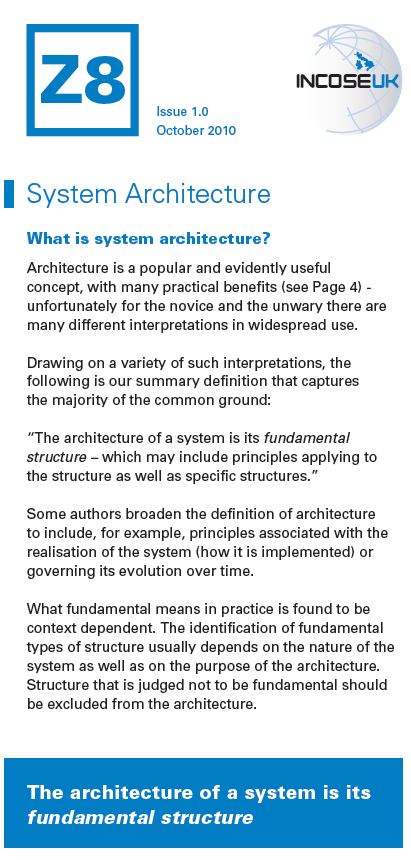 Z8
Issue 1.0
October 2010
INCOSEUK
System Architecture
What is system architecture?
Architecture is a popular and evidently useful
concept, with many practical benefits (see Page 4) -
unfortunately for the novice and the unwary there are
many different interpretations in widespread use.
Drawing on a variety of such interpretations, the
following is our summary definition that captures
the majority of the common ground:
“The architecture of a system is its fundamental
structure – which may include principles applying to
the structure as well as specific structures.”
Some authors broaden the definition of architecture
to include, for example, principles associated with the
realisation of the system (how it is implemented) or
governing its evolution over time.
What fundamental means in practice is found to be
context dependent. The identification of fundamental
types of structure usually depends on the nature of the
system as well as on the purpose of the architecture.
Structure that is judged not to be fundamental should
be excluded from the architecture.
The architecture of a system is its
fundamental structure